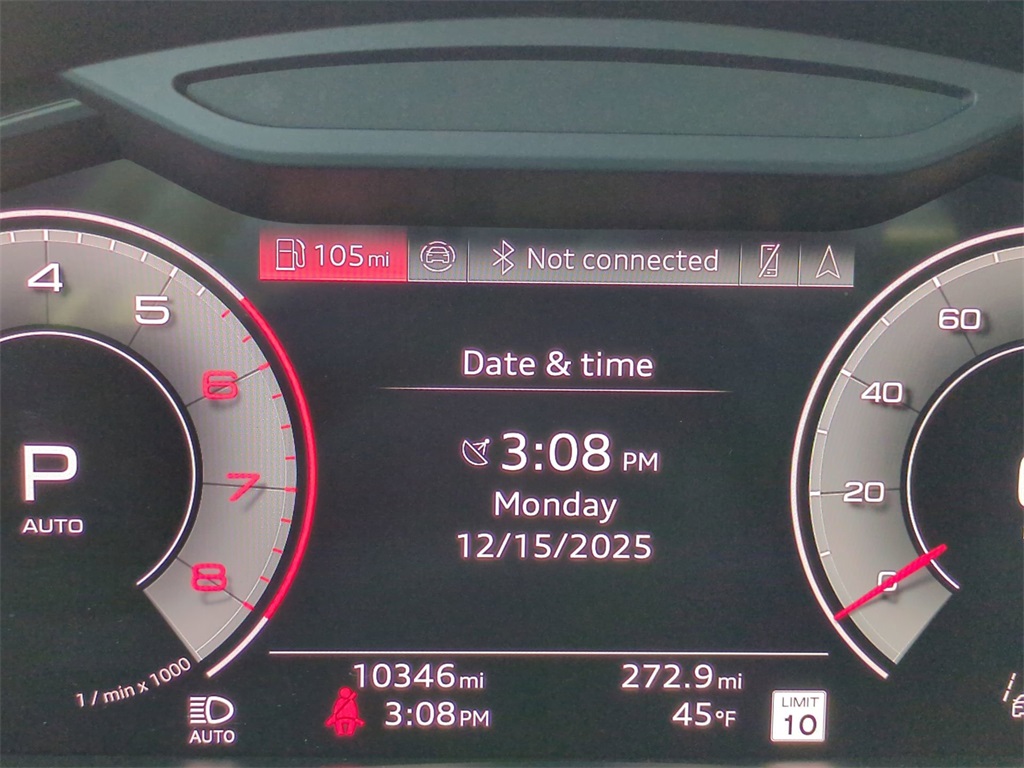 105 mi
Not connected
4
5
6
7
8
1 / min x 1000
P
AUTO
Date & time
3:08 PM
Monday
12/15/2025
60
40
20
0
10346 mi
272.9 mi
3:08 PM
45°F
LIMIT
10
AUTO